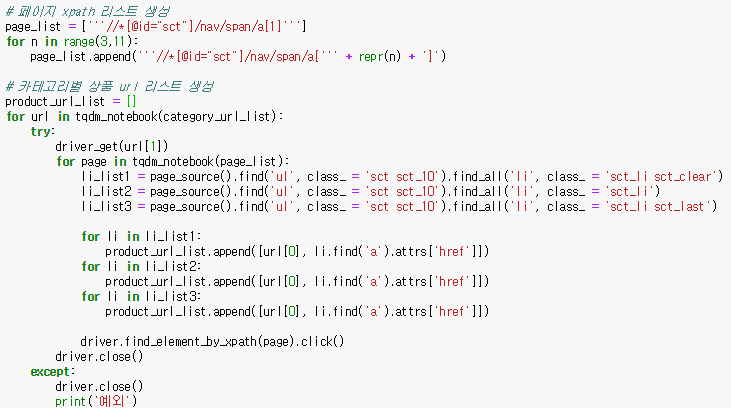 # 페이지 xpath 리스트 생성
page_list = ['''//*[@id="sct"]/nav/span/a[1]''']
for n in range(3,11):
    page_list.append('''//*[@id="sct"]/nav/span/a[''' + repr(n) + ']')
# 카테고리별 상품 url 리스트 생성
product_url_list = []
for url in tqdm_notebook(category_url_list):
    try:
        driver_get(url[1])
        for page in tqdm_notebook(page_list):
            li_list1 = page_source().find('ul', class_ = 'sct sct_10').find_all('li', class_ = 'sct_li sct_clear')
            li_list2 = page_source().find('ul', class_ = 'sct sct_10').find_all('li', class_ = 'sct_li')
            li_list3 = page_source().find('ul', class_ = 'sct sct_10').find_all('li', class_ = 'sct_li sct_last')
            for li in li_list1:
                product_url_list.append([url[0], li.find('a').attrs['href']])
            for li in li_list2:
                product_url_list.append([url[0], li.find('a').attrs['href']])
            for li in li_list3:
                product_url_list.append([url[0], li.find('a').attrs['href']])
            driver.find_element_by_xpath(page).click()
        driver.close()
    except:
        driver.close()
        print('예외')